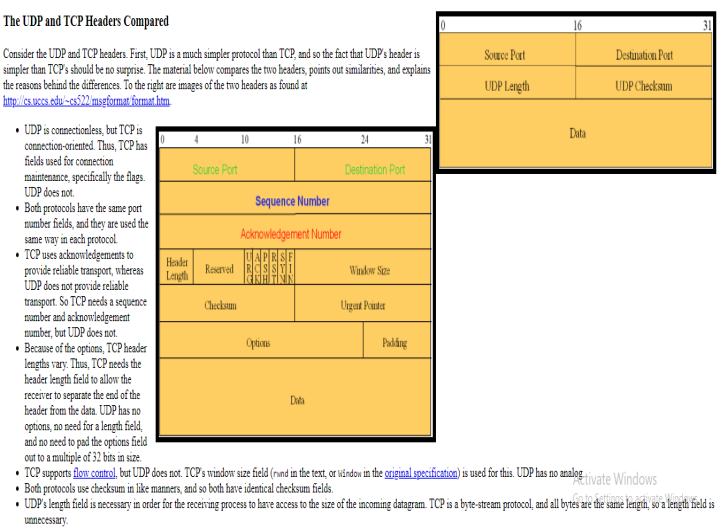 The UDP and TCP Headers Compared
Consider the UDP and TCP headers. First, UDP is a much simpler protocol than TCP, and so the fact that UDP's header is
simpler than TCP's should be no surprise. The material below compares the two headers, points out similarities, and explains
the reasons behind the differences. To the right are images of the two headers as found at
http://cs.uccs.edu/~cs522/msgformat/format.htm.
0 16 31
Source Port Destination Port
UDP Length UDP Checksum
Data
• UDP is connectionless, but TCP is
connection-oriented. Thus, TCP has
fields used for connection
maintenance, specifically the flags.
UDP does not.
• Both protocols have the same port
number fields, and they are used the
same way in each protocol.
• TCP uses acknowledgements to
provide reliable transport, whereas
UDP does not provide reliable
transport. So TCP needs a sequence
number and acknowledgement
number, but UDP does not.
• Because of the options, TCP header
lengths vary. Thus, TCP needs the
header length field to allow the
receiver to separate the end of the
header from the data. UDP has no
options, no need for a length field,
and no need to pad the options field
out to a multiple of 32 bits in size.
0 4 10 16 24 31
Source Port Destination Port
Sequence Number
Acknowledgement Number
Header Length Reserved URG ACK PSH RST SYN FIN Window Size
Checksum Urgent Pointer
Options Padding
Data
• TCP supports flow control, but UDP does not. TCP's window size field (rwnd in the text, or Window in the original specification) is used for this. UDP has no analog.
• Both protocols use checksum in like manners, and so both have identical checksum fields.
• UDP's length field is necessary in order for the receiving process to have access to the size of the incoming datagram. TCP is a byte-stream protocol, and all bytes are the same length, so a length field is
unnecessary.
Activate Windows
Go to Settings to activate Windows.